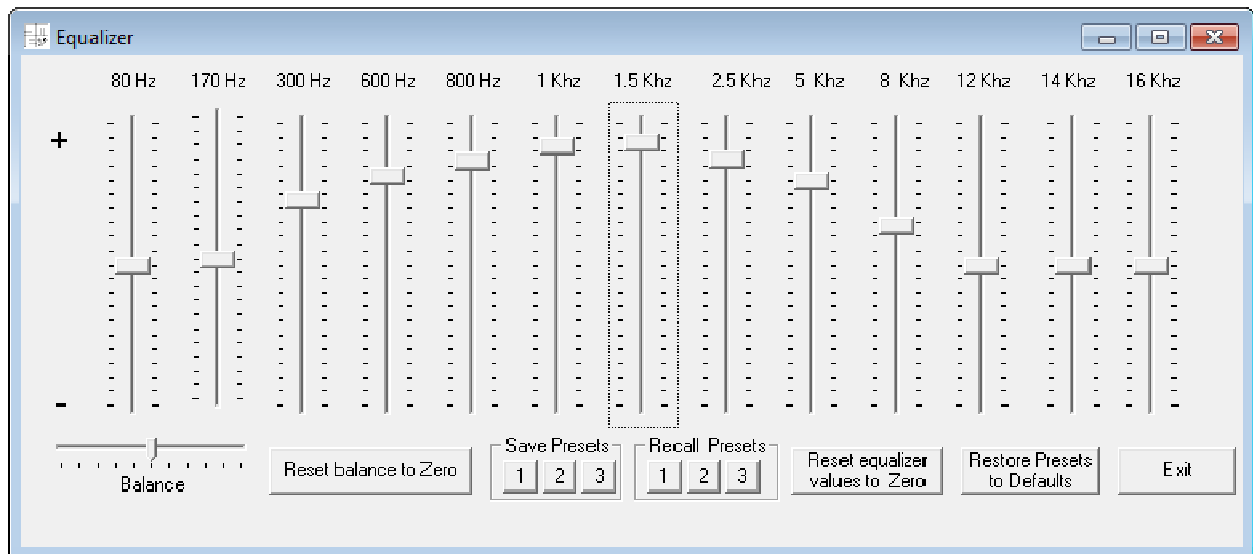 Equalizer
80 Hz 170 Hz 300 Hz 600 Hz 800 Hz 1 Khz 1.5 Khz 2.5 Khz 5 Khz 8 Khz 12 Khz 14 Khz 16 Khz
+
-
Save Presets Recall Presets
Reset balance to Zero 1 2 3 1 2 3 Reset equalizer values to Zero Restore Presets to Defaults Exit
Balance